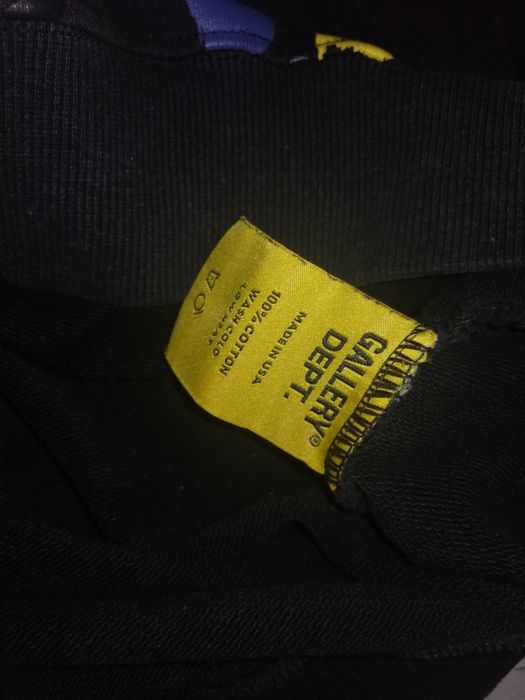 GALLERY
DEPT.®
MADE IN USA
100% COTTON
WASH COLD
LOW HEAT